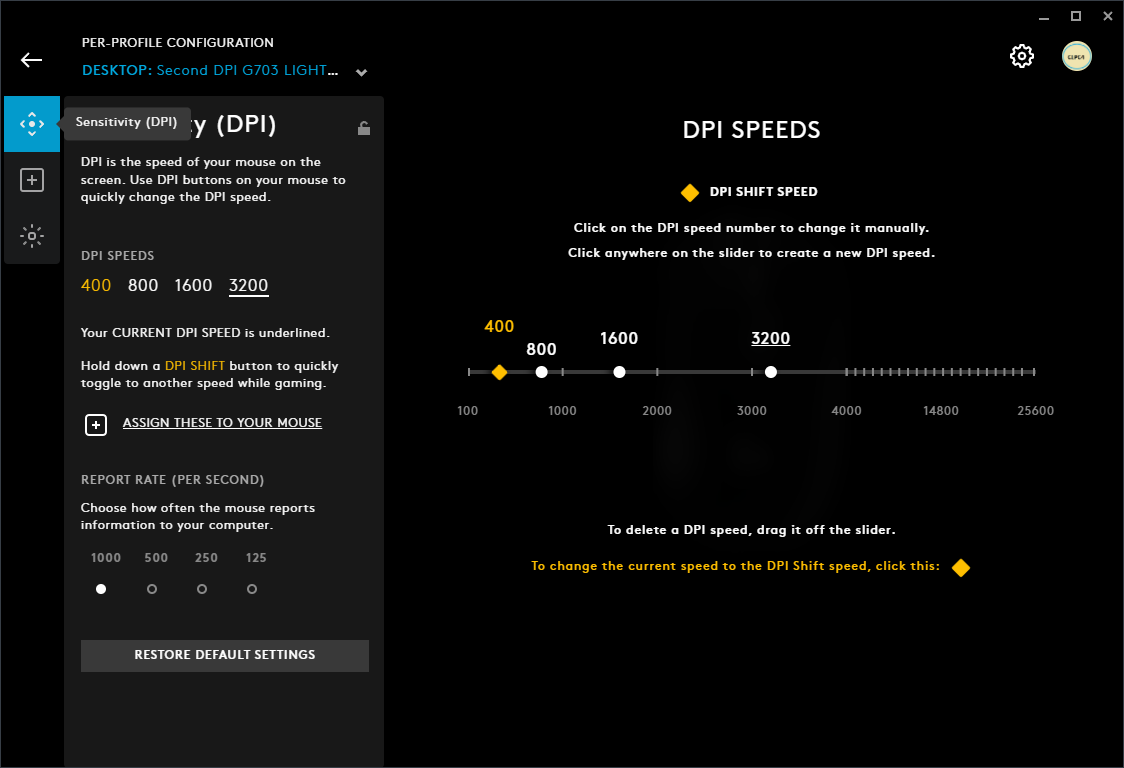 PER-PROFILE CONFIGURATION
DESKTOP: Second DPI G703 LIGHT...
Sensitivity (DPI)
y (DPI)
DPI is the speed of your mouse on the
screen. Use DPI buttons on your mouse to
quickly change the DPI speed.
DPI SPEEDS
400 800 1600 3200
Your CURRENT DPI SPEED is underlined.
Hold down a DPI SHIFT button to quickly
toggle to another speed while gaming.
ASSIGN THESE TO YOUR MOUSE
REPORT RATE (PER SECOND)
Choose how often the mouse reports
information to your computer.
1000 500 250 125
RESTORE DEFAULT SETTINGS
DPI SPEEDS
DPI SHIFT SPEED
Click on the DPI speed number to change it manually.
Click anywhere on the slider to create a new DPI speed.
400
800
1600
3200
100 1000 2000 3000 4000 14800 25600
To delete a DPI speed, drag it off the slider.
To change the current speed to the DPI Shift speed, click this: